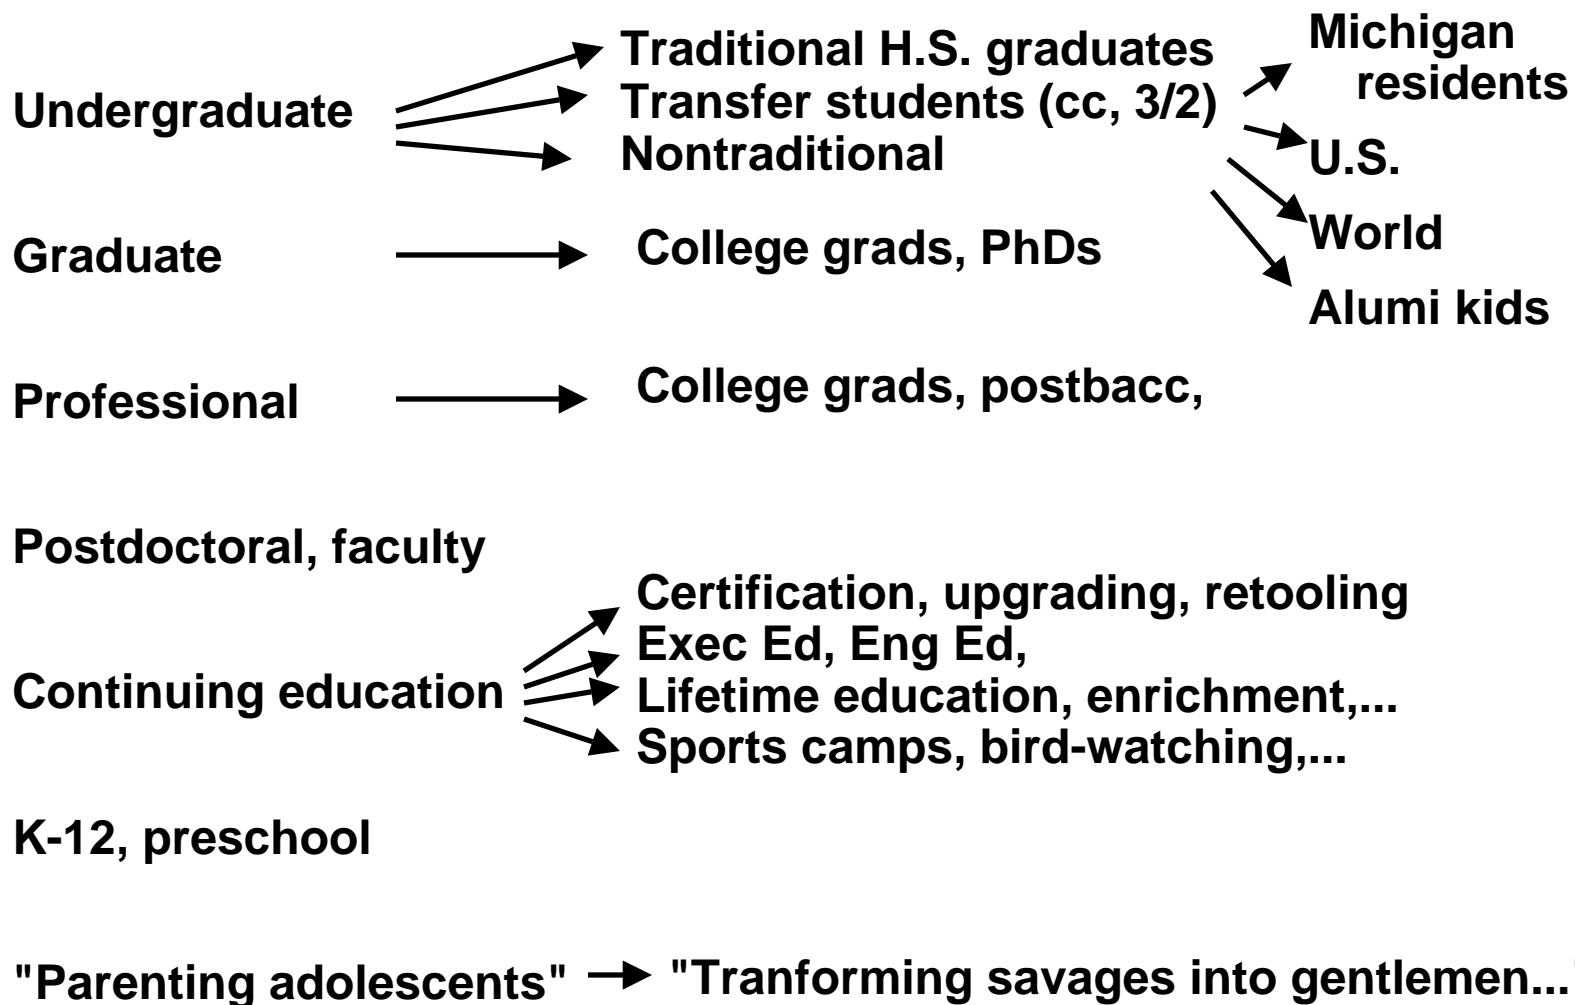 Undergraduate
Traditional H.S. graduates
Transfer students (cc, 3/2)
Nontraditional
Michigan
residents
U.S.
World
Alumi kids
Graduate
College grads, PhDs
Professional
College grads, postbacc,
Postdoctoral, faculty
Continuing education
Certification, upgrading, retooling
Exec Ed, Eng Ed,
Lifetime education, enrichment,...
Sports camps, bird-watching,...
K-12, preschool
"Parenting adolescents"
"Tranforming savages into gentlemen..."